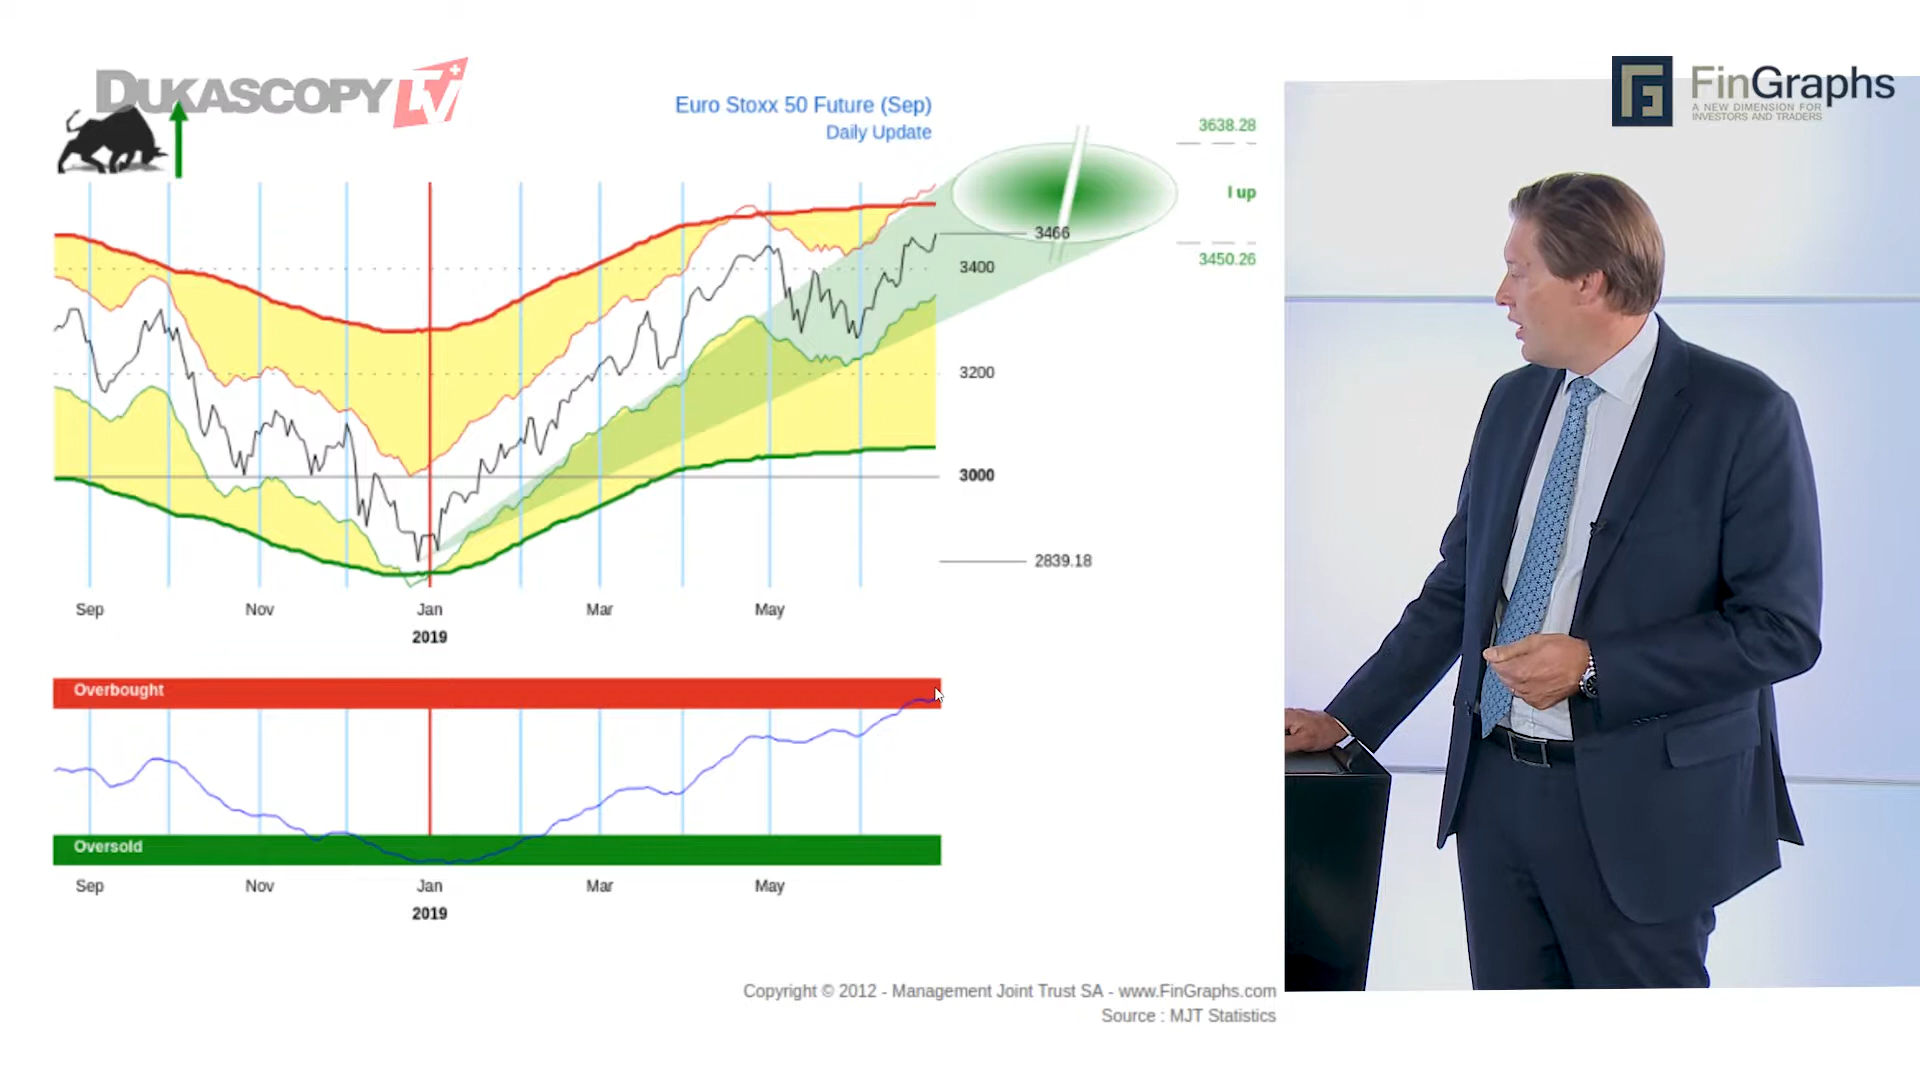 DUKASCOPY TV
FinGraphs
A NEW DIMENSION FOR
INVESTORS AND TRADERS
Euro Stoxx 50 Future (Sep)
Daily Update
3638.28
I up
3466
3450.26
3400
3200
3000
2839.18
Sep Nov Jan Mar May
2019
Overbought
Oversold
Sep Nov Jan Mar May
2019
Copyright © 2012 - Management Joint Trust SA - www.FinGraphs.com
Source : MJT Statistics